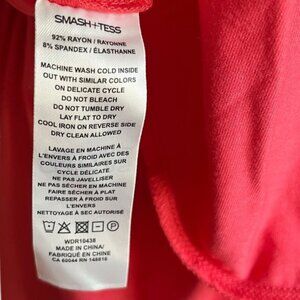 SMASH+TESS
92% RAYON / RAYONNE
8% SPANDEX / ÉLASTHANNE
MACHINE WASH COLD INSIDE
OUT WITH SIMILAR COLORS
ON DELICATE CYCLE
DO NOT BLEACH
DO NOT TUMBLE DRY
LAY FLAT TO DRY
COOL IRON ON REVERSE SIDE
DRY CLEAN ALLOWED
LAVAGE EN MACHINE À
L'ENVERS À FROID AVEC DES
COULEURS SIMILAIRES SUR
CYCLE DÉLICATE
NE PAS JAVELLISER
NE PAS SÉCHER EN MACHINE
FAIRE SÉCHER À PLAT
REPASSER À FROID SUR
L'ENVERS
NETTOYAGE À SEC AUTORISÉ
WDR10438
MADE IN CHINA/
FABRIQUÉ EN CHINE
CA 60044 RN 148818